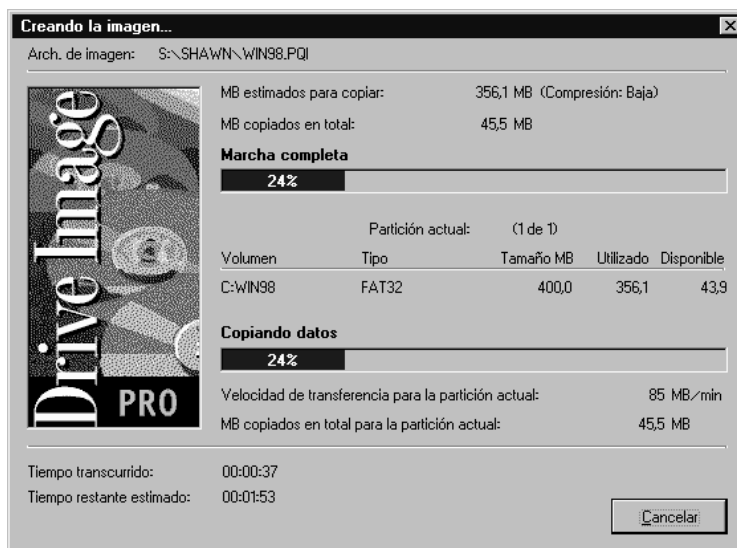 Creando la imagen...
Arch. de imagen: S:\SHAWN\WIN98.PQI
Drive Image
PRO
MB estimados para copiar: 356,1 MB (Compresión: Baja)
MB copiados en total: 45,5 MB
Marcha completa
24%
Partición actual: (1 de 1)
Volumen Tipo Tamaño MB Utilizado Disponible
C:WIN98 FAT32 400,0 356,1 43,9
Copiando datos
24%
Velocidad de transferencia para la partición actual: 85 MB/min
MB copiados en total para la partición actual: 45,5 MB
Tiempo transcurrido: 00:00:37
Tiempo restante estimado: 00:01:53
Cancelar